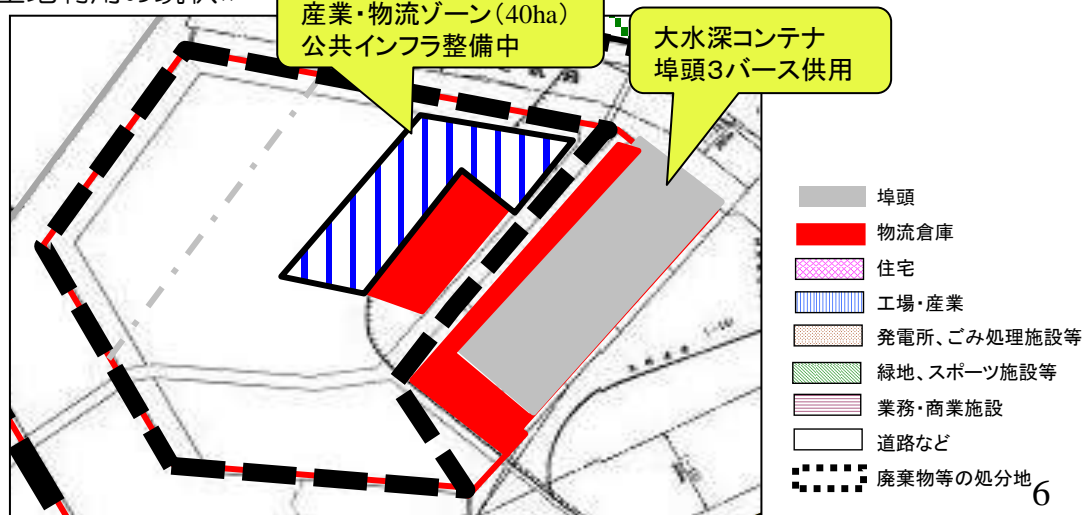 産業・物流ゾーン（40ha）
公共インフラ整備中
大水深コンテナ
埠頭３バース供用
埠頭
物流倉庫
住宅
工場・産業
発電所、ごみ処理施設等
緑地、スポーツ施設等
業務・商業施設
道路など
廃棄物等の処分地
6